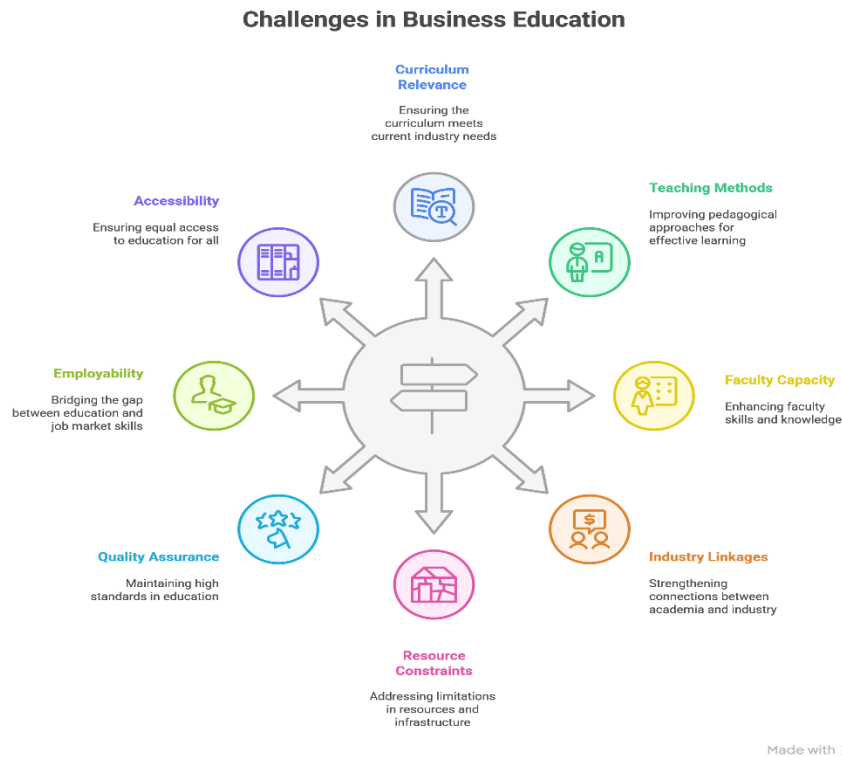 Challenges in Business Education
Curriculum
Relevance
Ensuring the
curriculum meets
current industry needs
Teaching Methods
Improving pedagogical
approaches for
effective learning
Faculty Capacity
Enhancing faculty
skills and knowledge
Industry Linkages
Strengthening
connections between
academia and industry
Resource
Constraints
Addressing limitations
in resources and
infrastructure
Quality Assurance
Maintaining high
standards in education
Employability
Bridging the gap
between education and
job market skills
Accessibility
Ensuring equal access
to education for all
T
A
$
Made with